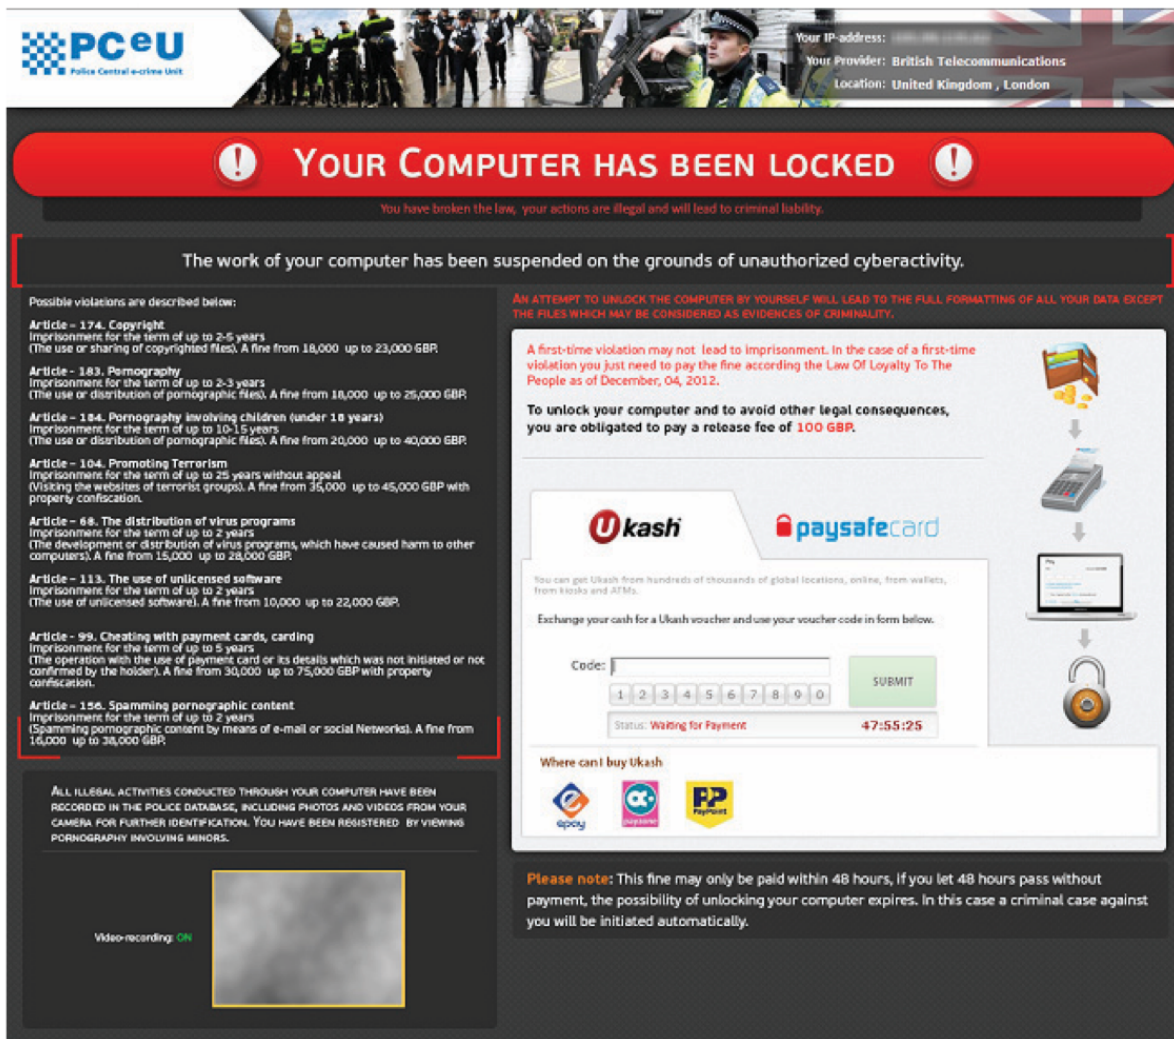 PCeU
Police Central e-crime Unit
Your IP-address:
Your Provider: British Telecommunications
Location: United Kingdom , London
YOUR COMPUTER HAS BEEN LOCKED
You have broken the law, your actions are illegal and will lead to criminal liability.
The work of your computer has been suspended on the grounds of unauthorized cyberactivity.
Possible violations are described below:
Article - 174. Copyright
Imprisonment for the term of up to 2-5 years
(The use or sharing of copyrighted files). A fine from 18,000 up to 23,000 GBP.
Article - 183. Pornography
Imprisonment for the term of up to 2-3 years
(The use or distribution of pornographic files). A fine from 18,000 up to 25,000 GBP.
Article - 184. Pornography involving children (under 18 years)
Imprisonment for the term of up to 10-15 years
(The use or distribution of pornographic files). A fine from 20,000 up to 40,000 GBP.
Article - 104. Promoting Terrorism
Imprisonment for the term of up to 25 years without appeal
(Visiting the websites of terrorist groups). A fine from 35,000 up to 45,000 GBP with
property confiscation.
Article - 68. The distribution of virus programs
Imprisonment for the term of up to 2 years
(The development or distribution of virus programs, which have caused harm to other
computers). A fine from 15,000 up to 28,000 GBP.
Article - 113. The use of unlicensed software
Imprisonment for the term of up to 2 years
(The use of unlicensed software). A fine from 10,000 up to 22,000 GBP.
Article - 99. Cheating with payment cards, carding
Imprisonment for the term of up to 5 years
(The operation with the use of payment card or its details which was not initiated or not
confirmed by the holder). A fine from 30,000 up to 75,000 GBP with property
confiscation.
Article - 156. Spamming pornographic content
Imprisonment for the term of up to 2 years
(Spamming pornographic content by means of e-mail or social Networks). A fine from
16,000 up to 38,000 GBP.
ALL ILLEGAL ACTIVITIES CONDUCTED THROUGH YOUR COMPUTER HAVE BEEN
RECORDED IN THE POLICE DATABASE, INCLUDING PHOTOS AND VIDEOS FROM YOUR
CAMERA FOR FURTHER IDENTIFICATION. YOU HAVE BEEN REGISTERED BY VIEWING
PORNOGRAPHY INVOLVING MINORS.
Video-recording: ON
AN ATTEMPT TO UNLOCK THE COMPUTER BY YOURSELF WILL LEAD TO THE FULL FORMATTING OF ALL YOUR DATA EXCEPT
THE FILES WHICH MAY BE CONSIDERED AS EVIDENCES OF CRIMINALITY.
A first-time violation may not lead to imprisonment. In the case of a first-time
violation you just need to pay the fine according the Law Of Loyalty To The
People as of December, 04, 2012.
To unlock your computer and to avoid other legal consequences,
you are obligated to pay a release fee of 100 GBP.
Ukash
paysafecard
You can get Ukash from hundreds of thousands of global locations, online, from wallets,
from kiosks and ATMs.
Exchange your cash for a Ukash voucher and use your voucher code in form below.
Code:
SUBMIT
1 2 3 4 5 6 7 8 9 0
Status: Waiting for Payment 47:55:25
Where can I buy Ukash
epay
payzone
PayPoint
Please note: This fine may only be paid within 48 hours, if you let 48 hours pass without
payment, the possibility of unlocking your computer expires. In this case a criminal case against
you will be initiated automatically.